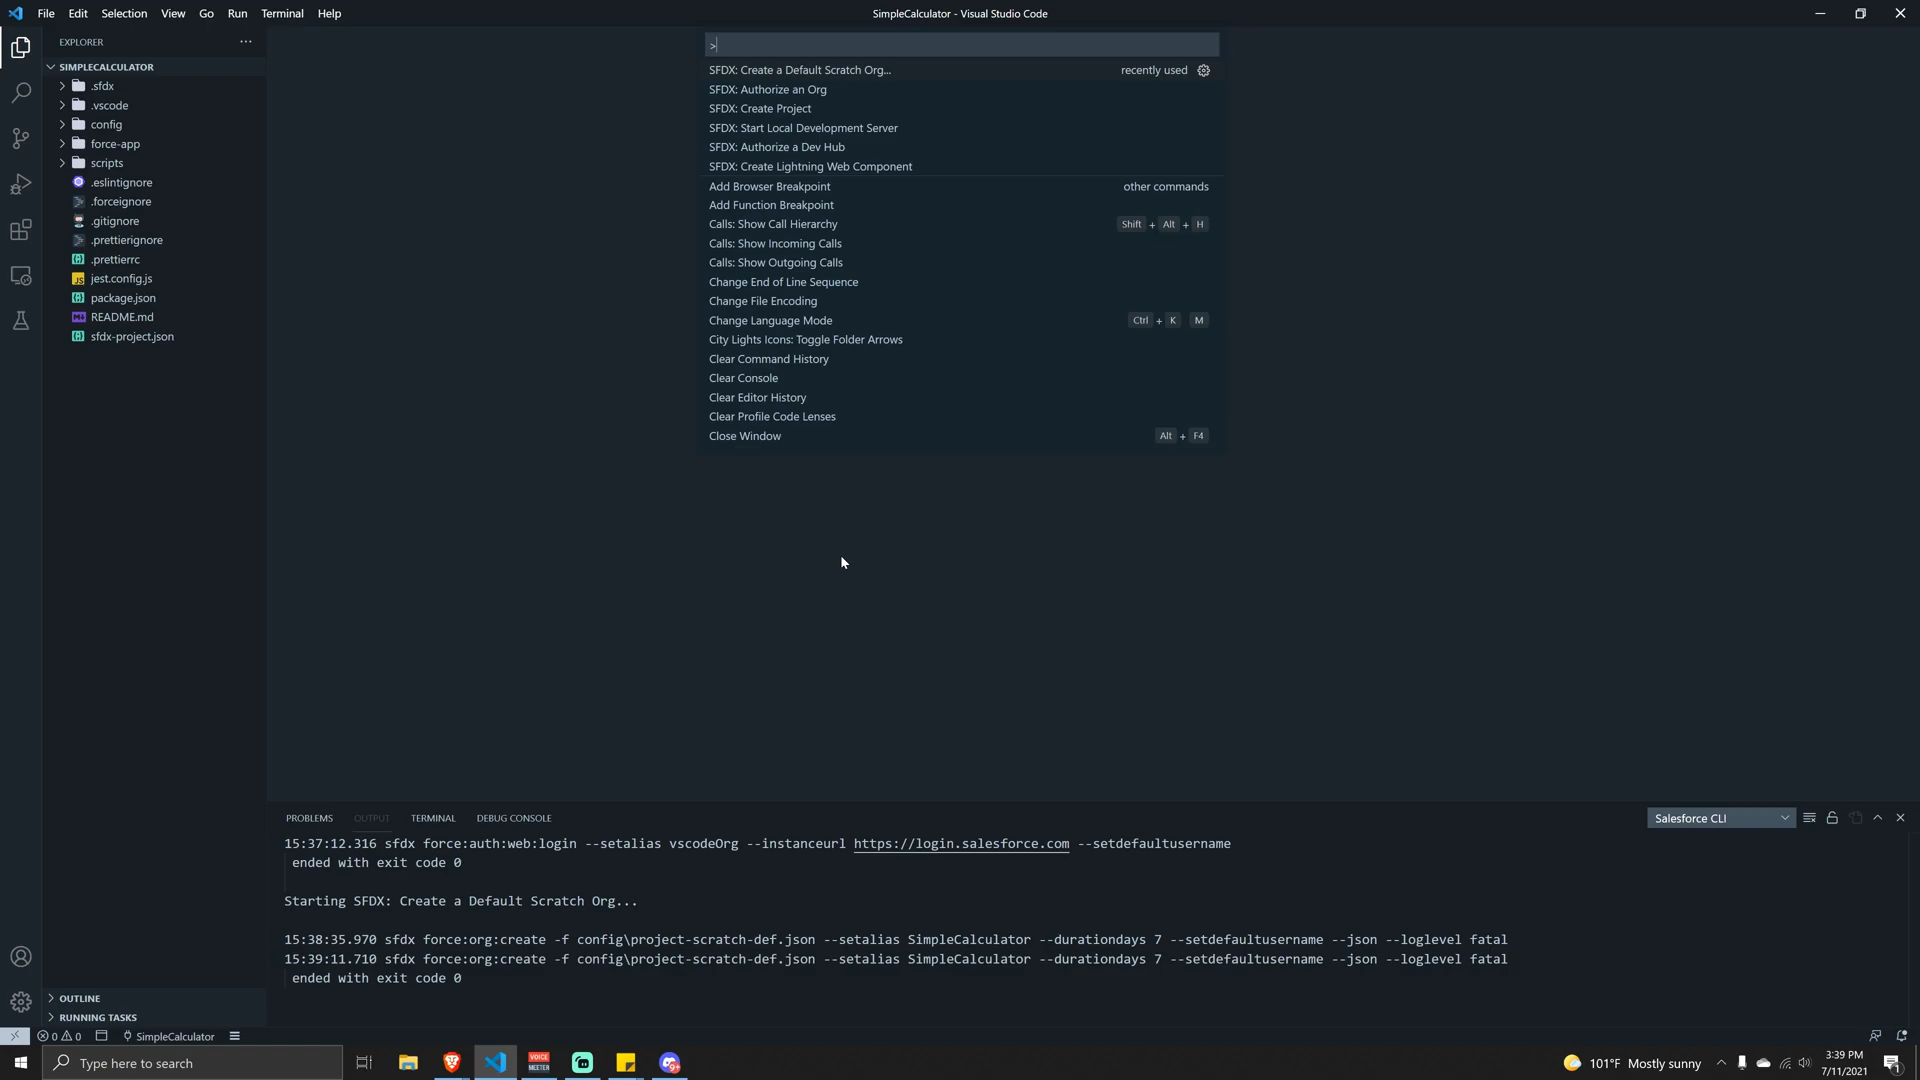 File Edit Selection View Go Run Terminal Help
SimpleCalculator - Visual Studio Code
EXPLORER
SIMPLECALCULATOR
.sfdx
.vscode
config
force-app
scripts
.eslintignore
.forceignore
.gitignore
.prettierignore
.prettierrc
jest.config.js
package.json
README.md
sfdx-project.json
OUTLINE
RUNNING TASKS
>
SFDX: Create a Default Scratch Org... recently used
SFDX: Authorize an Org
SFDX: Create Project
SFDX: Start Local Development Server
SFDX: Authorize a Dev Hub
SFDX: Create Lightning Web Component
Add Browser Breakpoint other commands
Add Function Breakpoint
Calls: Show Call Hierarchy Shift + Alt + H
Calls: Show Incoming Calls
Calls: Show Outgoing Calls
Change End of Line Sequence
Change File Encoding
Change Language Mode Ctrl + K M
City Lights Icons: Toggle Folder Arrows
Clear Command History
Clear Console
Clear Editor History
Clear Profile Code Lenses
Close Window Alt + F4
PROBLEMS OUTPUT TERMINAL DEBUG CONSOLE Salesforce CLI
15:37:12.316 sfdx force:auth:web:login --setalias vscodeOrg --instanceurl https://login.salesforce.com --setdefaultusername
ended with exit code 0
Starting SFDX: Create a Default Scratch Org...
15:38:35.970 sfdx force:org:create -f config\project-scratch-def.json --setalias SimpleCalculator --durationdays 7 --setdefaultusername --json --loglevel fatal
15:39:11.710 sfdx force:org:create -f config\project-scratch-def.json --setalias SimpleCalculator --durationdays 7 --setdefaultusername --json --loglevel fatal
ended with exit code 0
0 0 SimpleCalculator
Type here to search
VOICE
MEETER
9+
101°F Mostly sunny
3:39 PM
7/11/2021
1